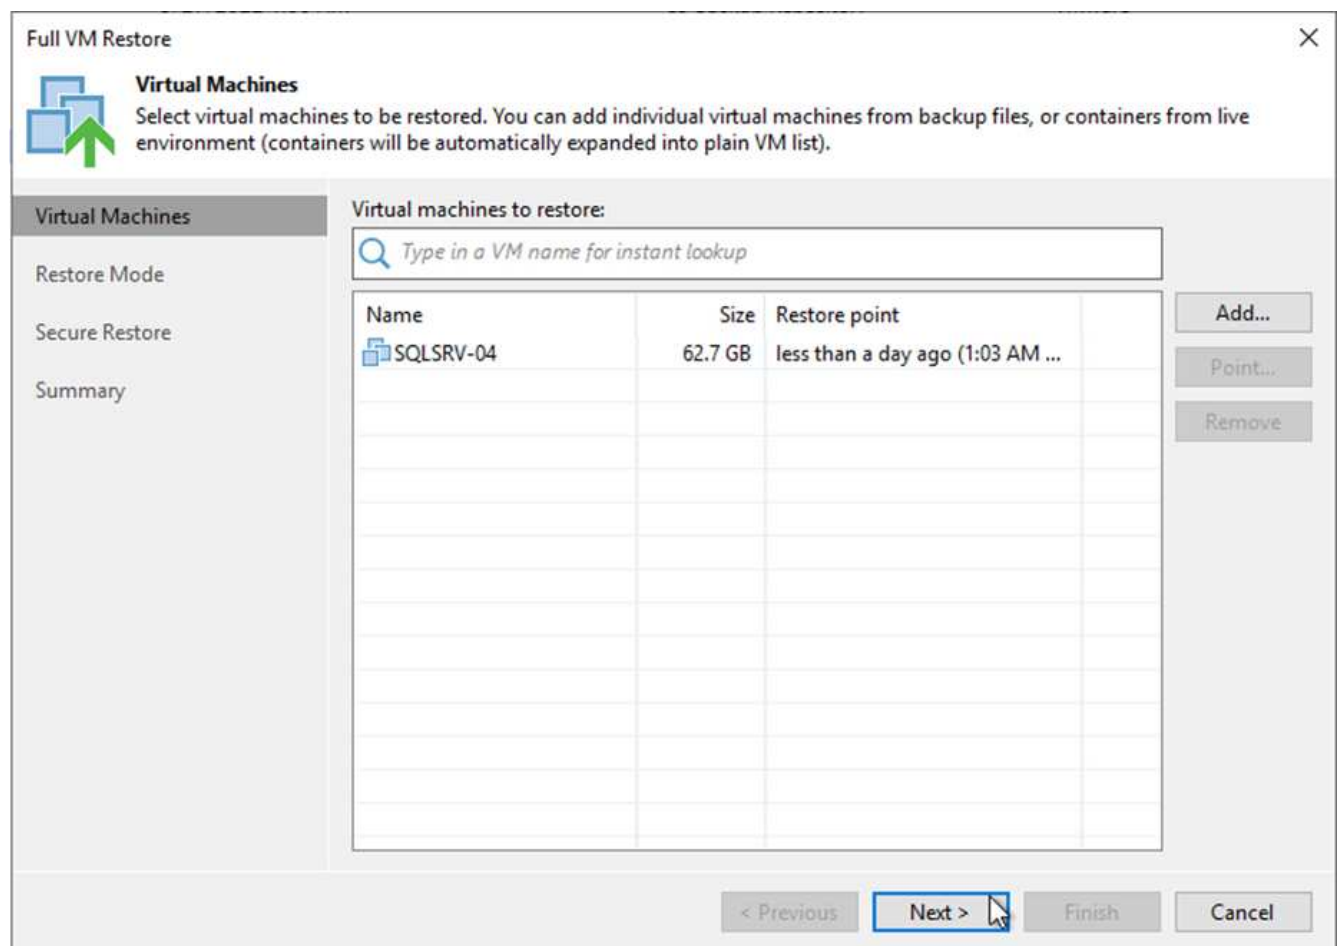 Full VM Restore
Virtual Machines
Select virtual machines to be restored. You can add individual virtual machines from backup files, or containers from live
environment (containers will be automatically expanded into plain VM list).
Virtual Machines
Restore Mode
Secure Restore
Summary
Virtual machines to restore:
Type in a VM name for instant lookup
Name Size Restore point
SQLSRV-04 62.7 GB less than a day ago (1:03 AM ...
Add...
Point...
Remove
< Previous Next > Finish Cancel